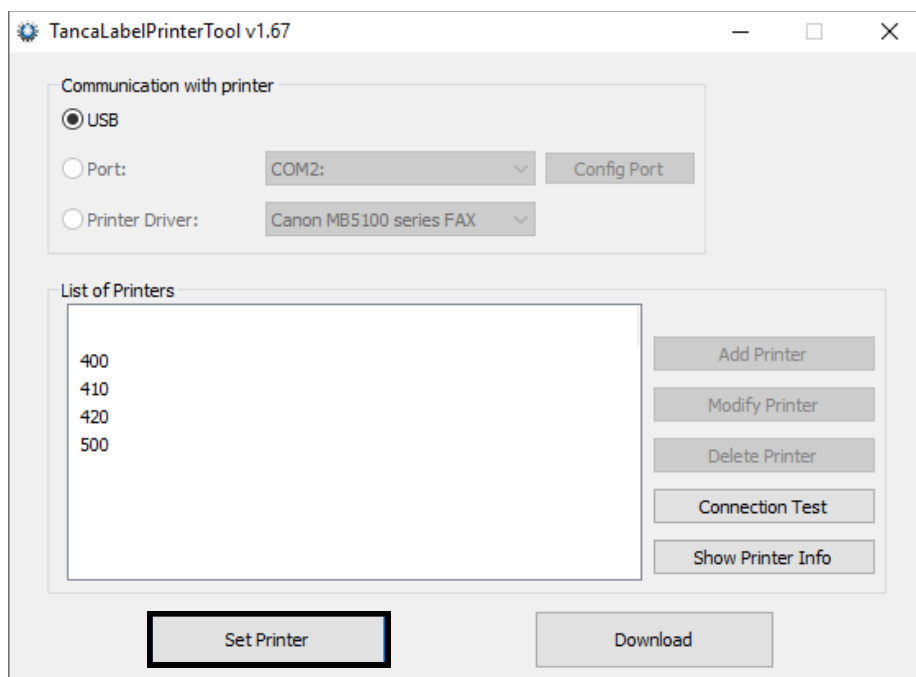 TancaLabelPrinterTool v1.67
Communication with printer
USB
Port: COM2: Config Port
Printer Driver: Canon MB5100 series FAX
List of Printers
400
410
420
500
Add Printer
Modify Printer
Delete Printer
Connection Test
Show Printer Info
Set Printer Download